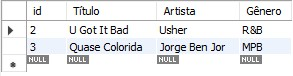 id Título Artista Gênero
2 U Got It Bad Usher R&B
3 Quase Colorida Jorge Ben Jor MPB
NULL NULL NULL NULL